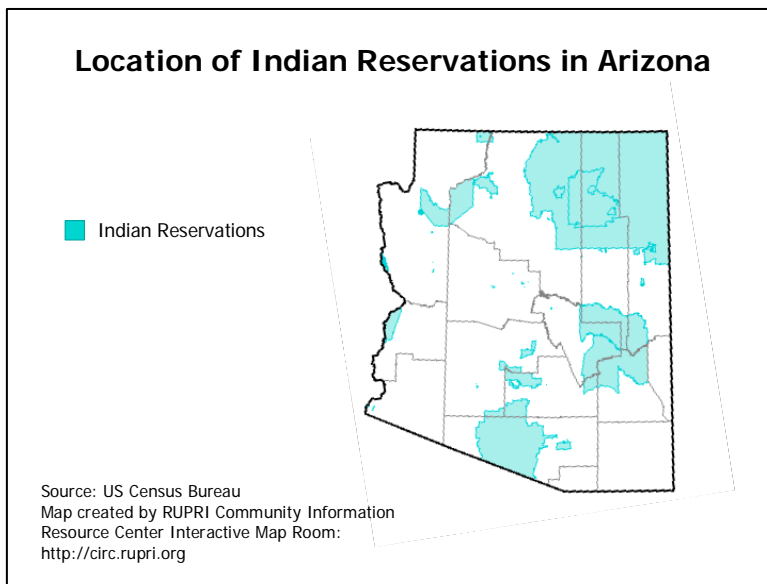 Location of Indian Reservations in Arizona
Indian Reservations
Source: US Census Bureau
Map created by RUPRI Community Information
Resource Center Interactive Map Room:
http://circ.rupri.org